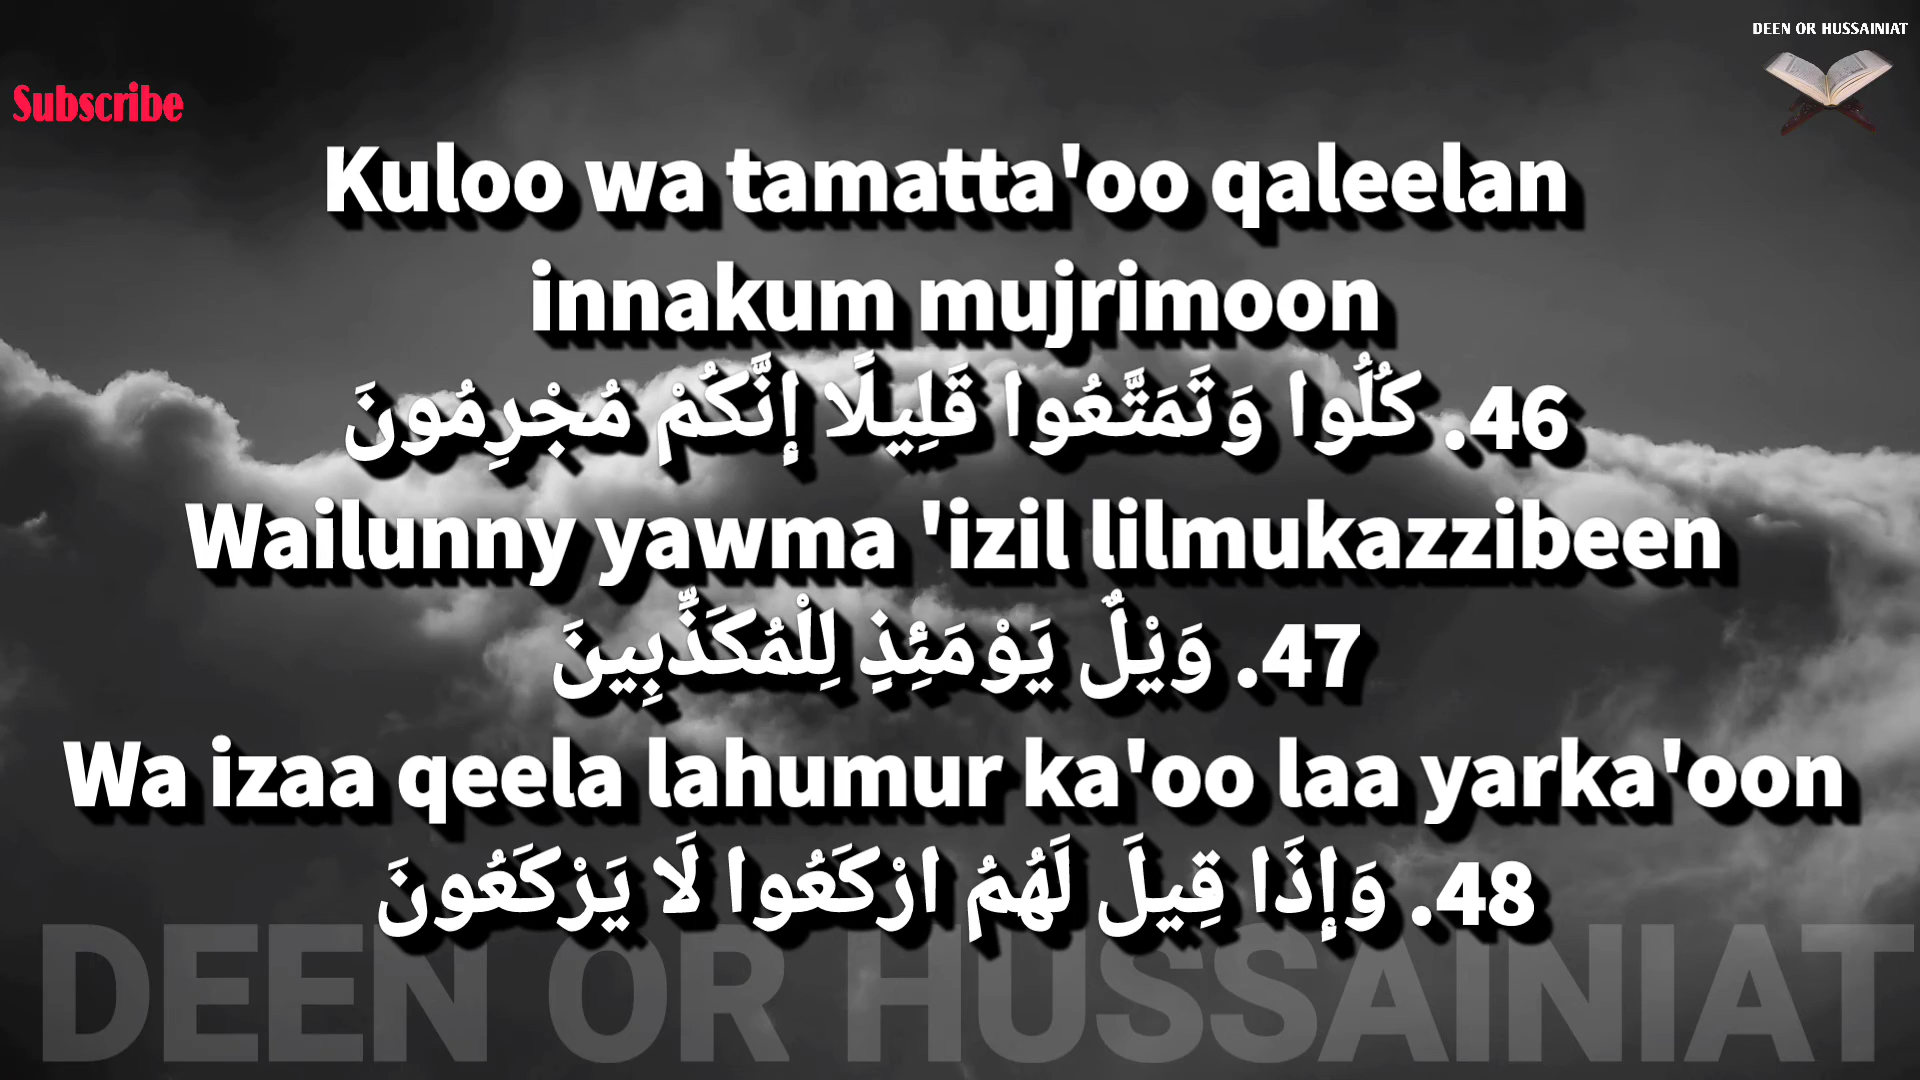 DEEN OR HUSSAINIAT
Subscribe
Kuloo wa tamatta'oo qaleelan
innakum mujrimoon
46. كُلُوا وَتَمَتَّعُوا قَلِيلًا إِنَّكُمْ مُجْرِمُونَ
Wailunny yawma 'izil lilmukazzibeen
47. وَيْلٌ يَوْمَئِذٍ لِلْمُكَذِّبِينَ
Wa izaa qeela lahumur ka'oo laa yarka'oon
48. وَإِذَا قِيلَ لَهُمُ ارْكَعُوا لَا يَرْكَعُونَ
DEEN OR HUSSAINIAT